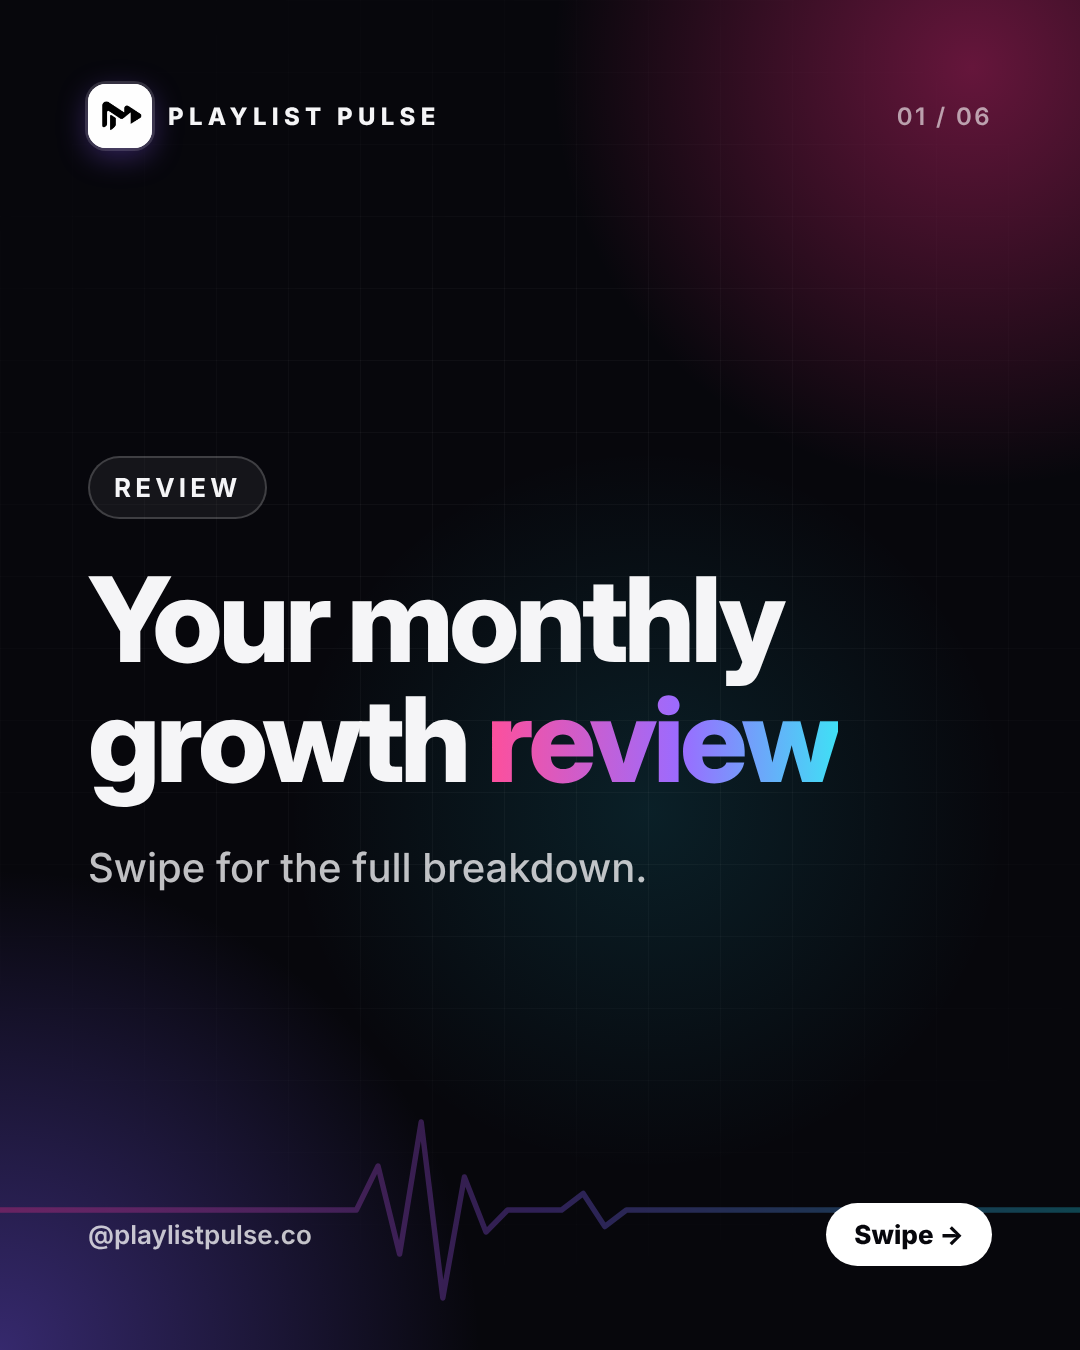 PLAYLIST PULSE
01 / 06
REVIEW
Your monthly
growth review
Swipe for the full breakdown.
@playlistpulse.co
Swipe →